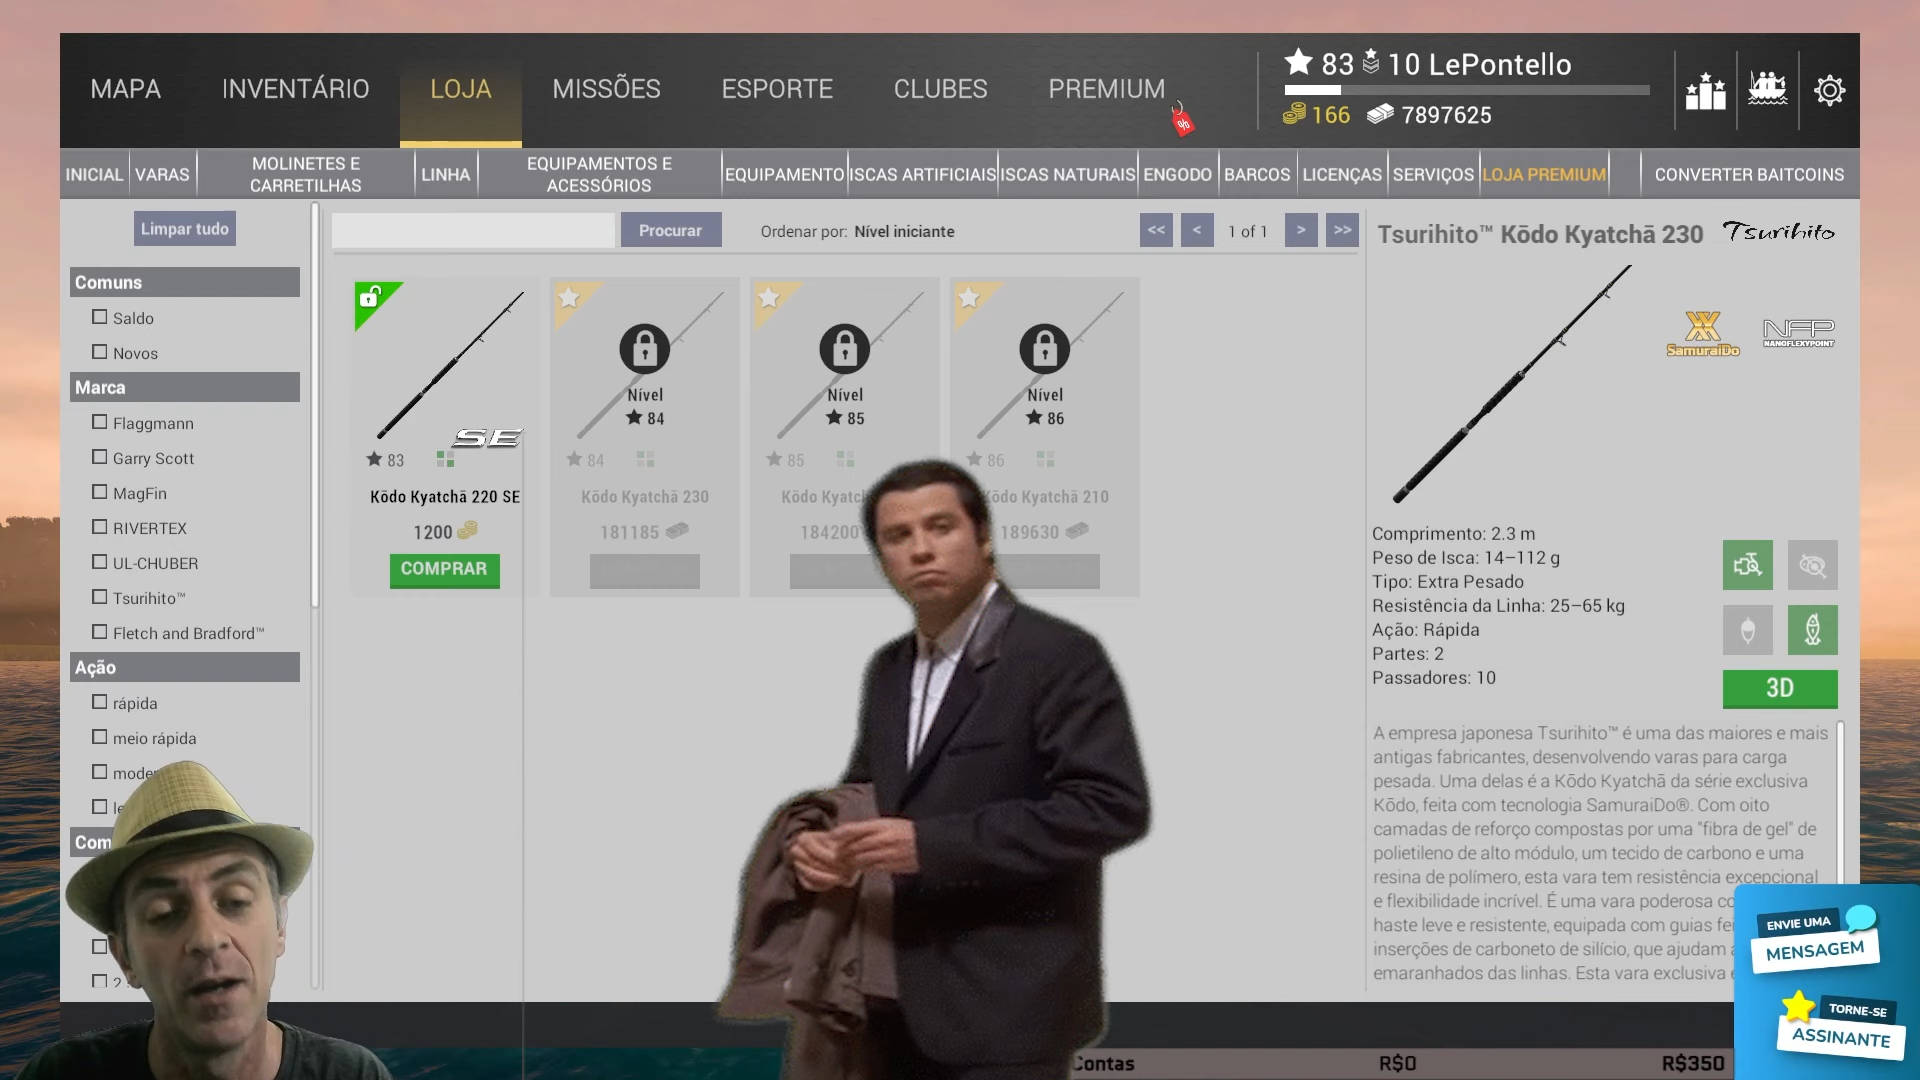 MAPA
INVENTÁRIO
LOJA
MISSÕES
ESPORTE
CLUBES
PREMIUM
%
83 10 LePontello
166 7897625
INICIAL
VARAS
MOLINETES E
CARRETILHAS
LINHA
EQUIPAMENTOS E
ACESSÓRIOS
EQUIPAMENTO
ISCAS ARTIFICIAIS
ISCAS NATURAIS
ENGODO
BARCOS
LICENÇAS
SERVIÇOS
LOJA PREMIUM
CONVERTER BAITCOINS
Limpar tudo
Comuns
Saldo
Novos
Marca
Flaggmann
Garry Scott
MagFin
RIVERTEX
UL-CHUBER
Tsurihito™
Fletch and Bradford™
Ação
rápida
meio rápida
Procurar
Ordenar por: Nível iniciante
<< < 1 of 1 > >>
SE
83
Kōdo Kyatchā 220 SE
1200
COMPRAR
Nível
84
84
Kōdo Kyatchā 230
181185
Nível
85
85
Kōdo
184200
Nível
86
86
Kyatchā 210
189630
Tsurihito™ Kōdo Kyatchā 230
Tsurihito
SamuraiDo
NFP
NANOFLEXYPOINT
Comprimento: 2.3 m
Peso de Isca: 14–112 g
Tipo: Extra Pesado
Resistência da Linha: 25–65 kg
Ação: Rápida
Partes: 2
Passadores: 10
3D
A empresa japonesa Tsurihito™ é uma das maiores e mais
antigas fabricantes, desenvolvendo varas para carga
pesada. Uma delas é a Kōdo Kyatchā da série exclusiva
Kōdo, feita com tecnologia SamuraiDo®. Com oito
camadas de reforço compostas por uma "fibra de gel" de
polietileno de alto módulo, um tecido de carbono e uma
resina de polímero, esta vara tem resistência excepcional
e flexibilidade incrível. É uma vara poderosa
haste leve e resistente, equipada com guias
inserções de carboneto de silício, que ajudam
emaranhados das linhas. Esta vara exclusiva
ENVIE UMA
MENSAGEM
TORNE-SE
ASSINANTE
Contas R$0 R$350